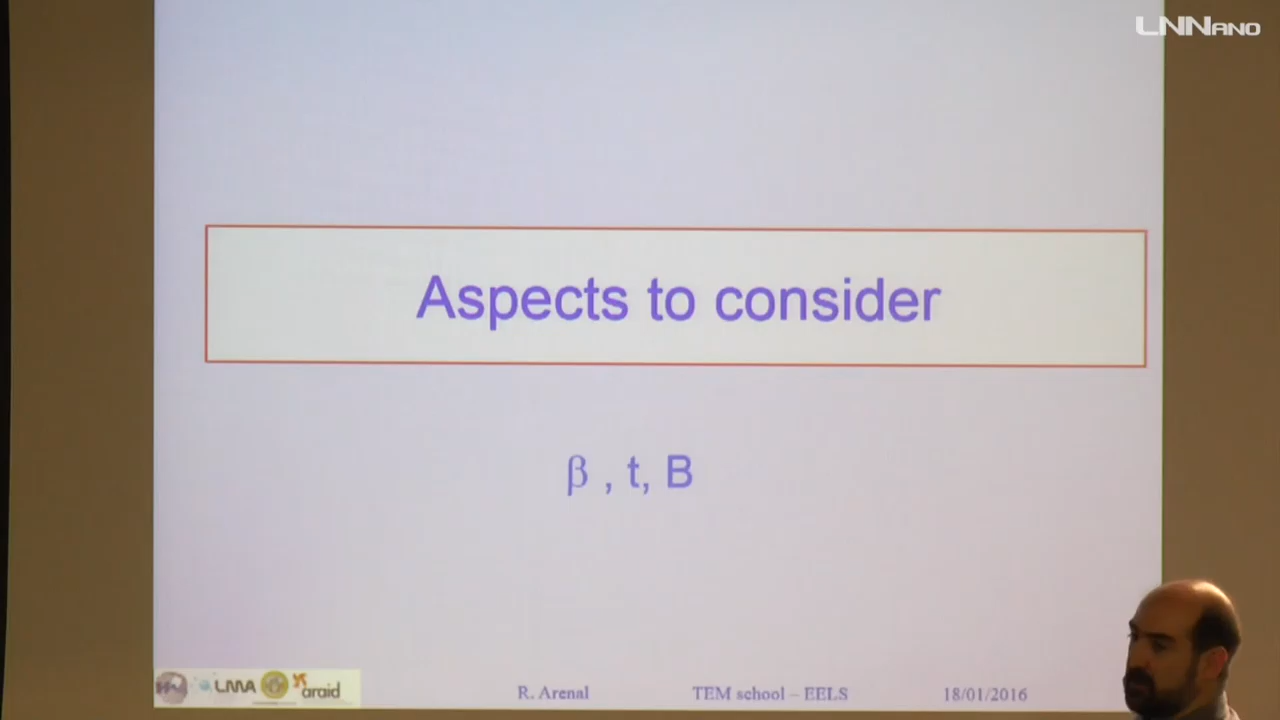 LNNANO
Aspects to consider
β , t, B
LMA
araid
R. Arenal
TEM school – EELS
18/01/2016